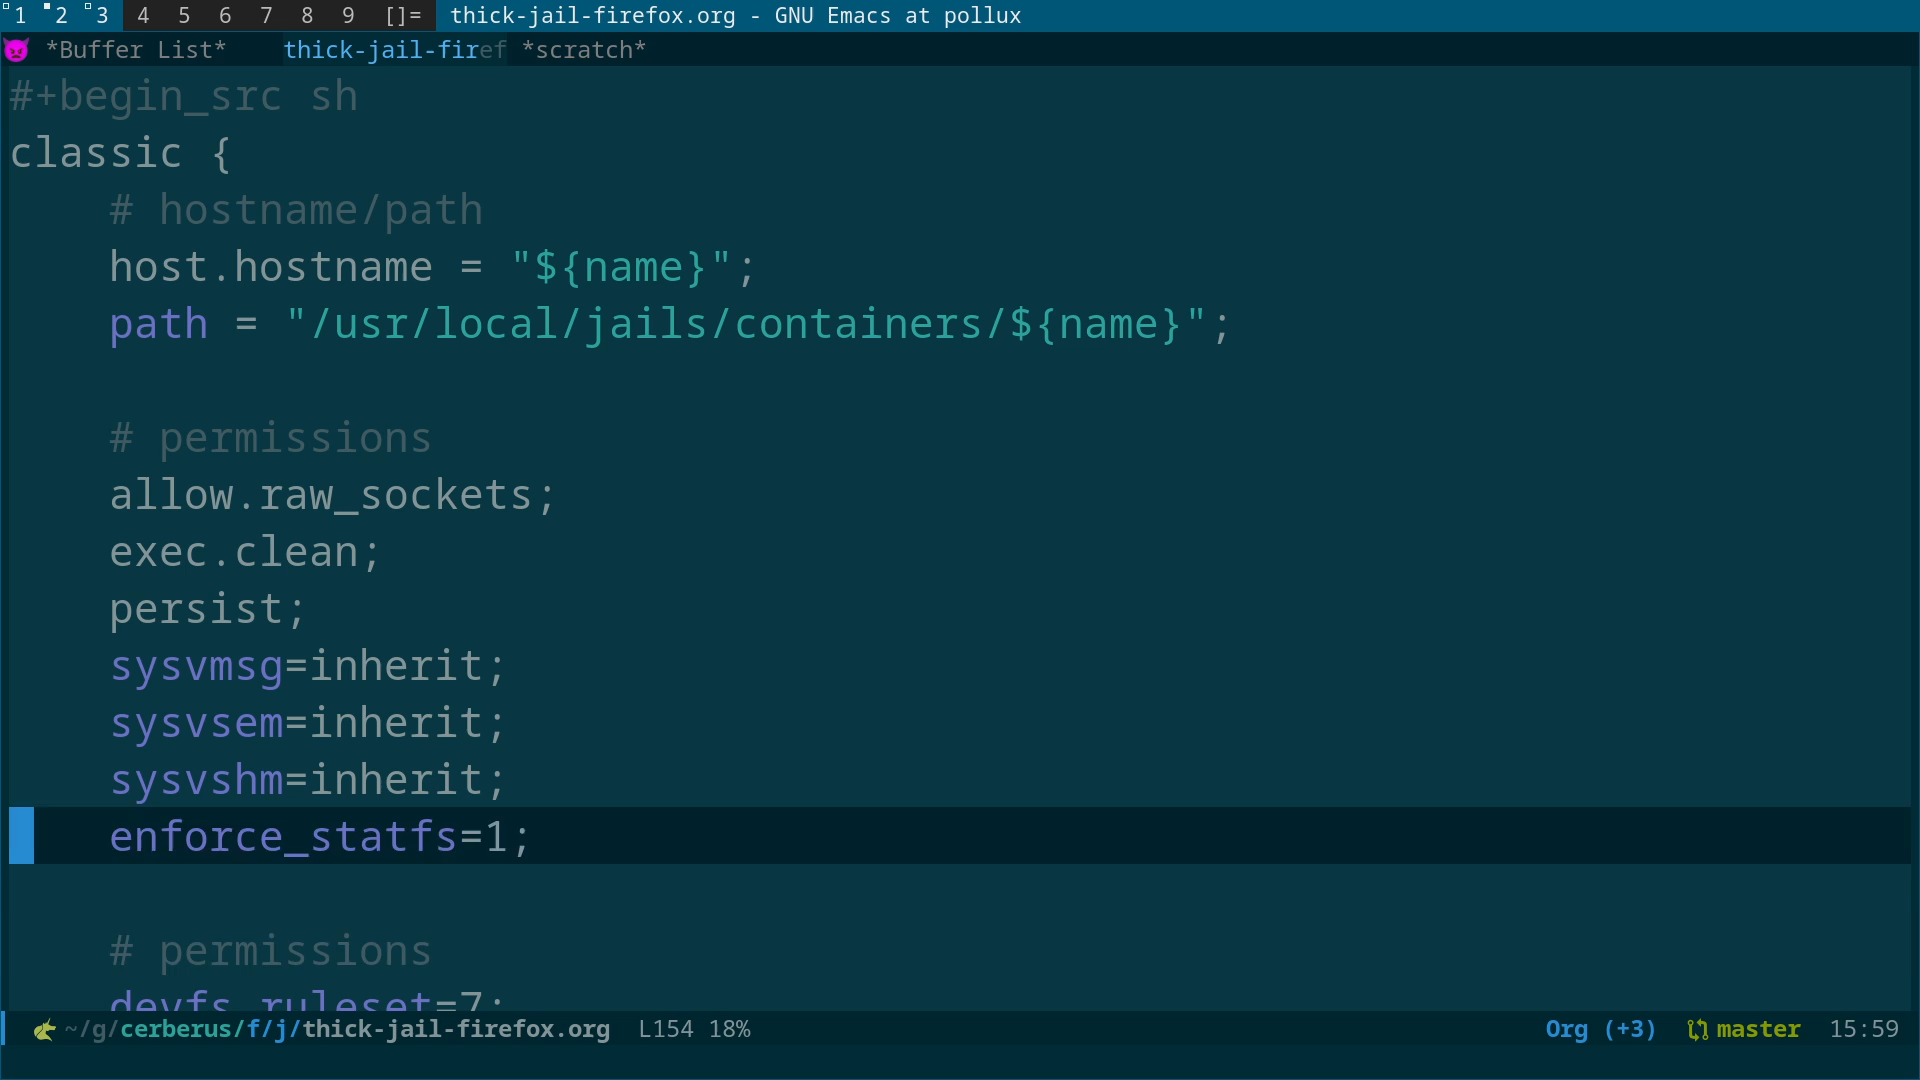 1 2 3 4 5 6 7 8 9 []= thick-jail-firefox.org - GNU Emacs at pollux
*Buffer List* thick-jail-firef *scratch*
#+begin_src sh
classic {
    # hostname/path
    host.hostname = "${name}";
    path = "/usr/local/jails/containers/${name}";
    # permissions
    allow.raw_sockets;
    exec.clean;
    persist;
    sysvmsg=inherit;
    sysvsem=inherit;
    sysvshm=inherit;
    enforce_statfs=1;
    # permissions
    devfs_ruleset=7;
~/g/cerberus/f/j/thick-jail-firefox.org L154 18% Org (+3) master 15:59